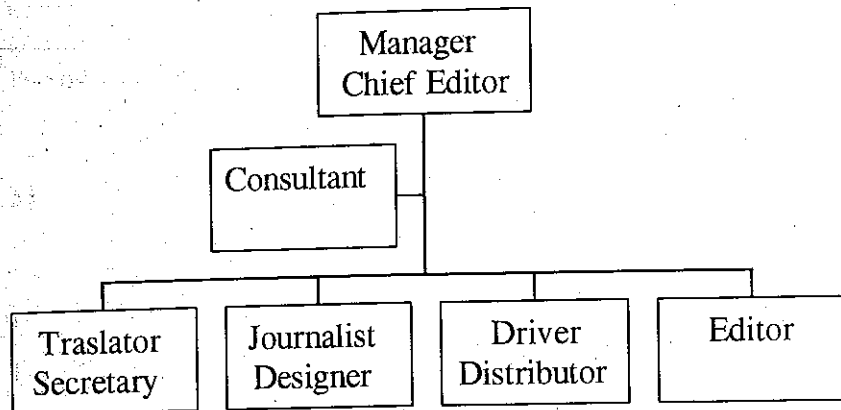 Manager
Chief Editor
Consultant
Traslator
Secretary
Journalist
Designer
Driver
Distributor
Editor